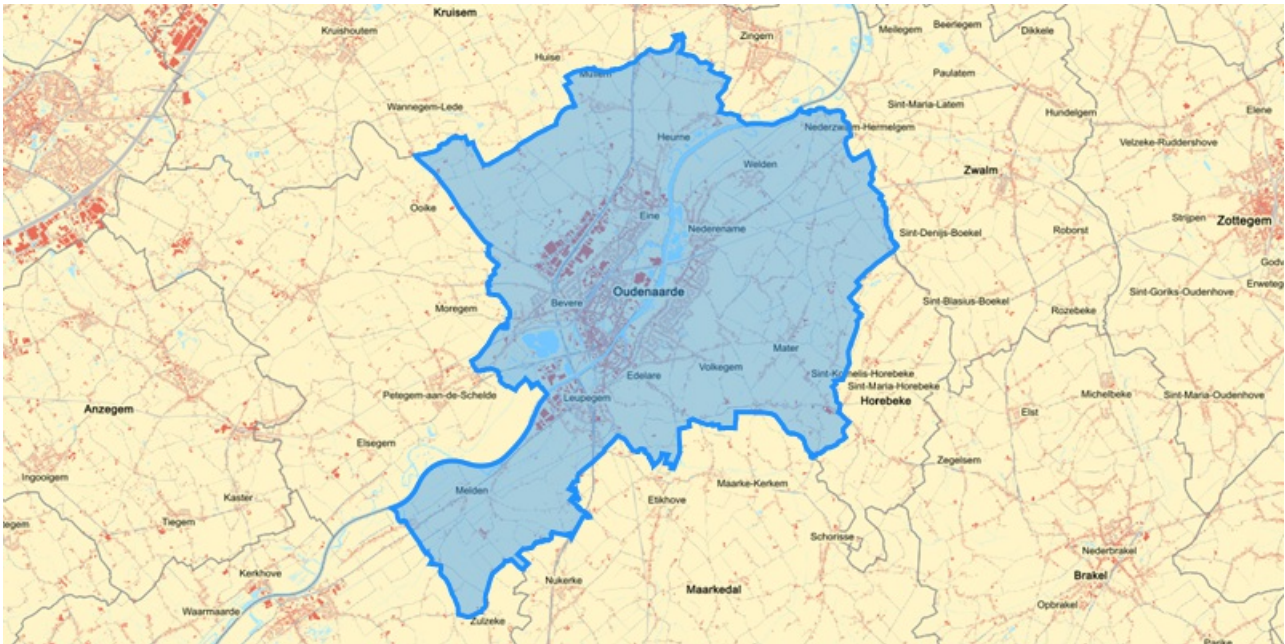 Kruisem
Kruishoutem
Zingem
Meilegem
Beerlegem
Dikkele
Huise
Mullem
Paulatem
Wannegem-Lede
Sint-Maria-Latem
Hundelgem
Elene
Nederzwalm-Hermelgem
Heurne
Velzeke-Ruddershove
Welden
Zwalm
Ooike
Eine
Nederename
Strijpen
Zottegem
Sint-Denijs-Boekel
Roborst
Godv
Erweteg
Oudenaarde
Bevere
Moregem
Sint-Blasius-Boekel
Rozebeke
Sint-Goriks-Oudenhove
Mater
Volkegem
Edelare
Sint-Kornelis-Horebeke
Sint-Maria-Horebeke
Horebeke
Petegem-aan-de-Schelde
Leupegem
Michelbeke
Sint-Maria-Oudenhove
Anzegem
Elst
Elsegem
Zegelsem
Ingooigem
Melden
Maarke-Kerkem
Kaster
Etikhove
tegem
Tiegem
Schorisse
Nederbrakel
Kerkhove
Nukerke
Maarkedal
Brakel
Waarmaarde
Zulzeke
Opbrakel